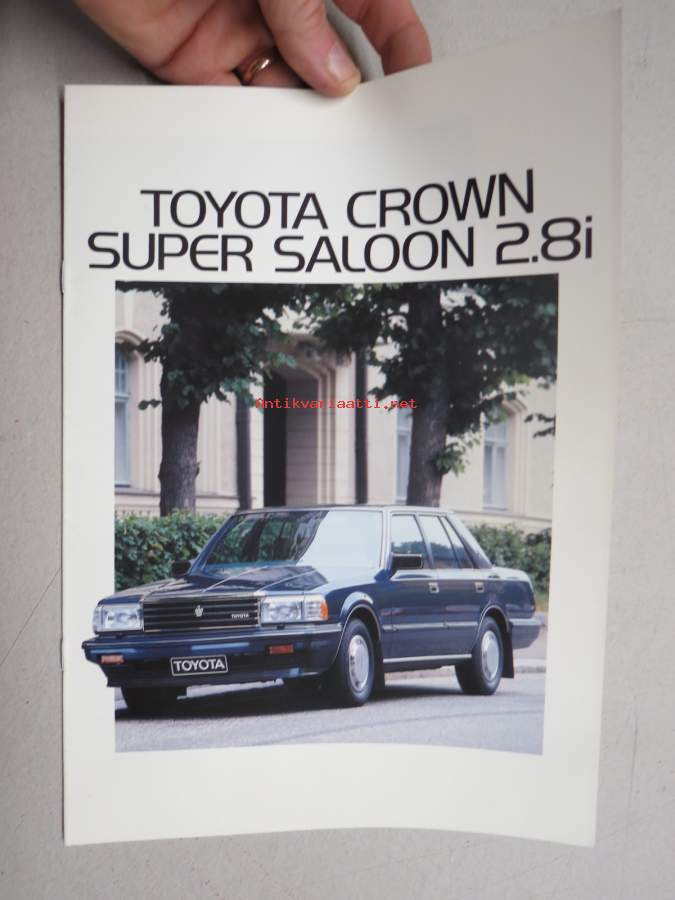 TOYOTA CROWN
SUPER SALOON 2.8i
Antikvariaatti.net
TOYOTA
TOYOTA